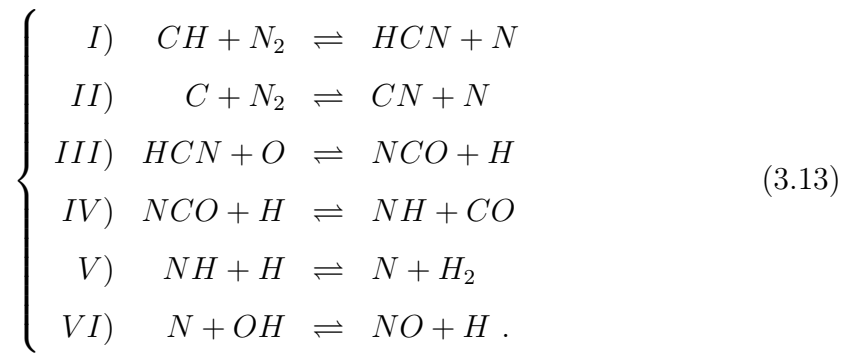 I) CH + N₂ ⇌ HCN + N
II) C + N₂ ⇌ CN + N
III) HCN + O ⇌ NCO + H
IV) NCO + H ⇌ NH + CO
V) NH + H ⇌ N + H₂
VI) N + OH ⇌ NO + H .
(3.13)